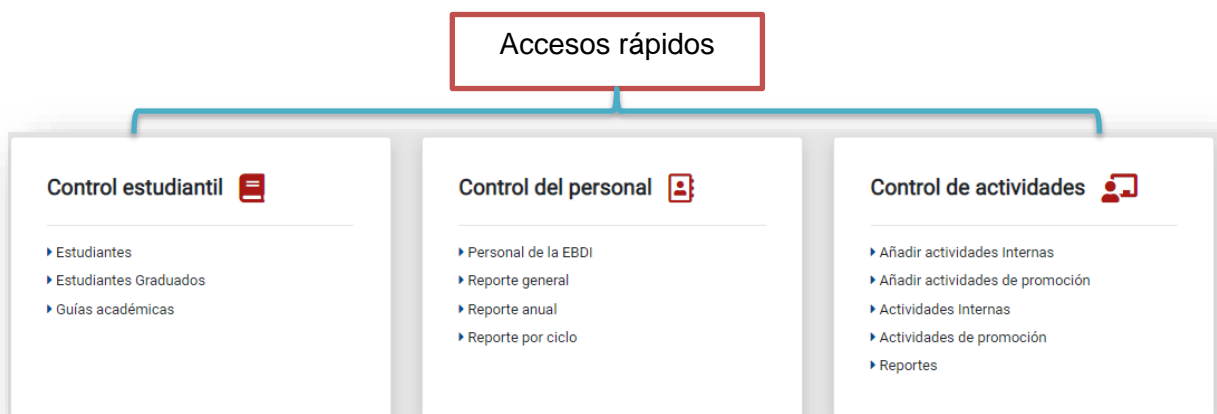 Accesos rápidos
Control estudiantil
Estudiantes
Estudiantes Graduados
Guías académicas
Control del personal
Personal de la EBDI
Reporte general
Reporte anual
Reporte por ciclo
Control de actividades
Añadir actividades Internas
Añadir actividades de promoción
Actividades Internas
Actividades de promoción
Reportes